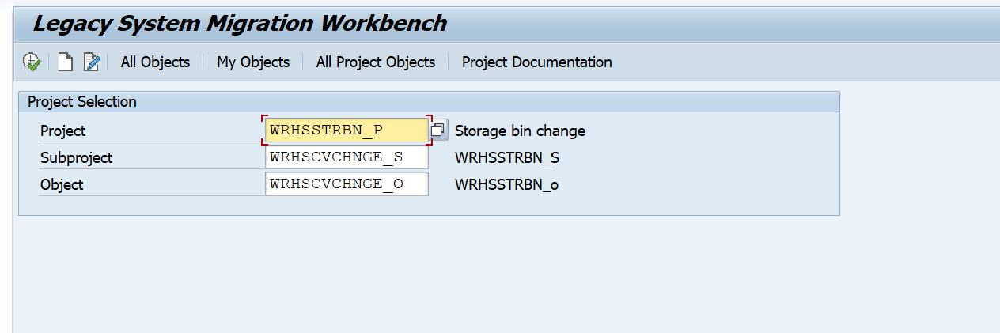 Legacy System Migration Workbench
All Objects My Objects All Project Objects Project Documentation
Project Selection
Project WRHSSTRBN_P Storage bin change
Subproject WRHSCVCHNGE_S WRHSSTRBN_S
Object WRHSCVCHNGE_O WRHSSTRBN_o